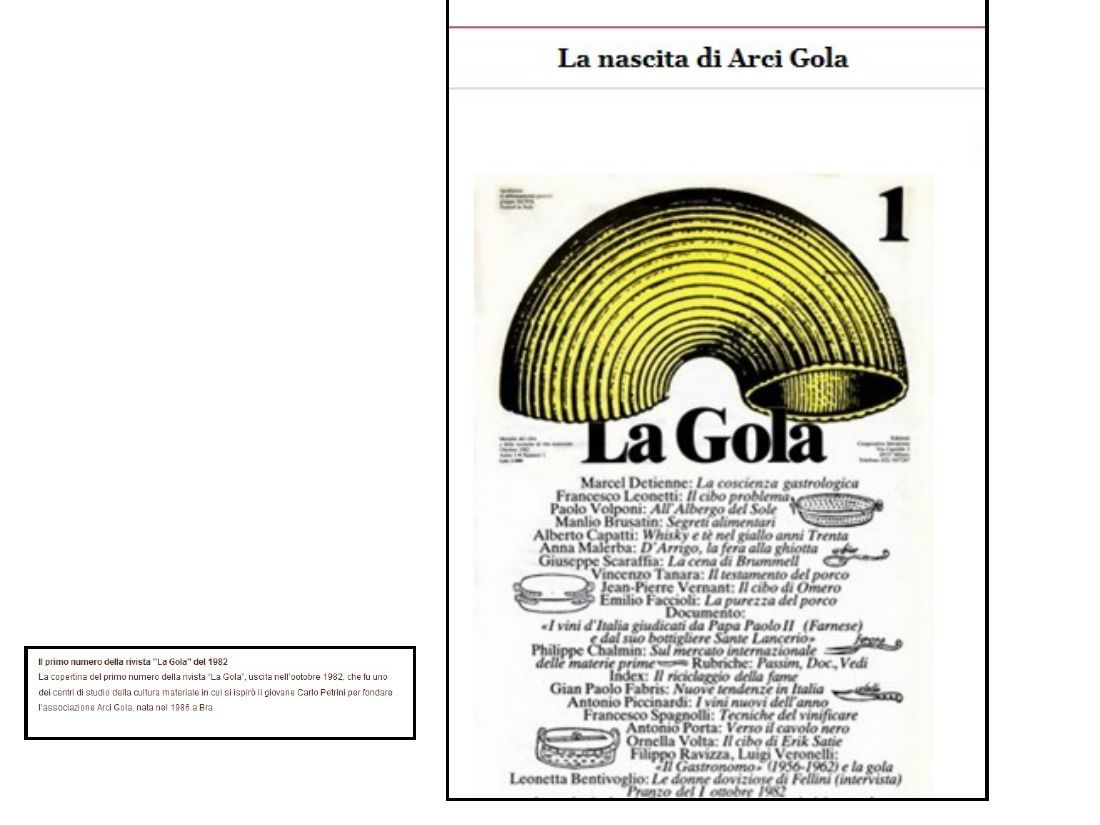 La nascita di Arci Gola
1
La Gola
Marcel Detienne: La coscienza gastrologica
Francesco Leonetti: Il cibo problema
Paolo Volponi: All'Albergo del Sole
Manlio Brusatin: Segreti alimentari
Alberto Capatti: Whisky e tè nel giallo anni Trenta
Anna Malerba: D'Arrigo, la fera alla ghiotta
Giuseppe Scaraffia: La cena di Brummell
Vincenzo Tanara: Il testamento del porco
Jean-Pierre Vernant: Il cibo di Omero
Emilio Faccioli: La purezza del porco
Documento:
«I vini d'Italia giudicati da Papa Paolo II (Farnese)
e dal suo bottigliere Sante Lancerio»
Philippe Chalmin: Sul mercato internazionale
delle materie prime Rubriche: Passim, Doc., Vedi
Index: Il riciclaggio della fame
Gian Paolo Fabris: Nuove tendenze in Italia
Antonio Piccinardi: I vini nuovi dell'anno
Francesco Spagnolli: Tecniche del vinificare
Antonio Porta: Verso il cavolo nero
Ornella Volta: Il cibo di Erik Satie
Filippo Ravizza, Luigi Veronelli:
«Il Gastronomo» (1956-1962) e la gola
Leonetta Bentivoglio: Le donne doviziose di Fellini (intervista)
Pranzo del 1 ottobre 1982
Il primo numero della rivista "La Gola" del 1982
La copertina del primo numero della rivista "La Gola", uscita nell'ootobre 1982, che fu uno
dei centri di studio della cultura materiale in cui si ispirò il giovane Carlo Petrini per fondare
l'associazione Arci Gola, nata nel 1986 a Bra